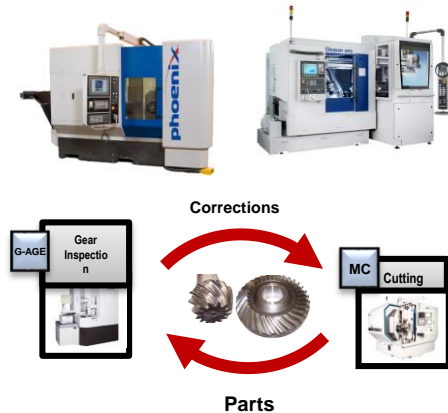 phoenix
Corrections
G-AGE
Gear
Inspectio
n
MC
Cutting
Parts